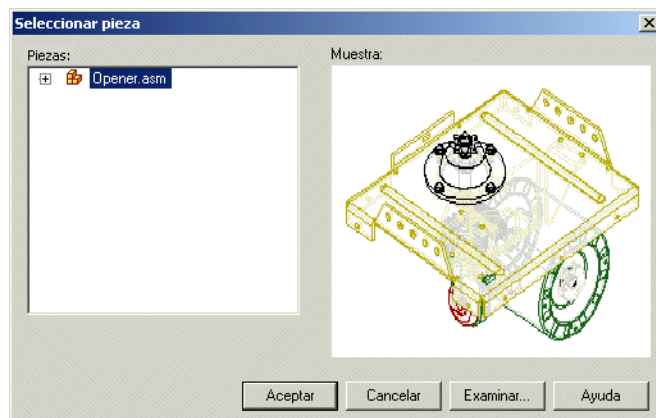 Seleccionar pieza
Piezas:
Muestra:
Opener.asm
Aceptar
Cancelar
Examinar...
Ayuda